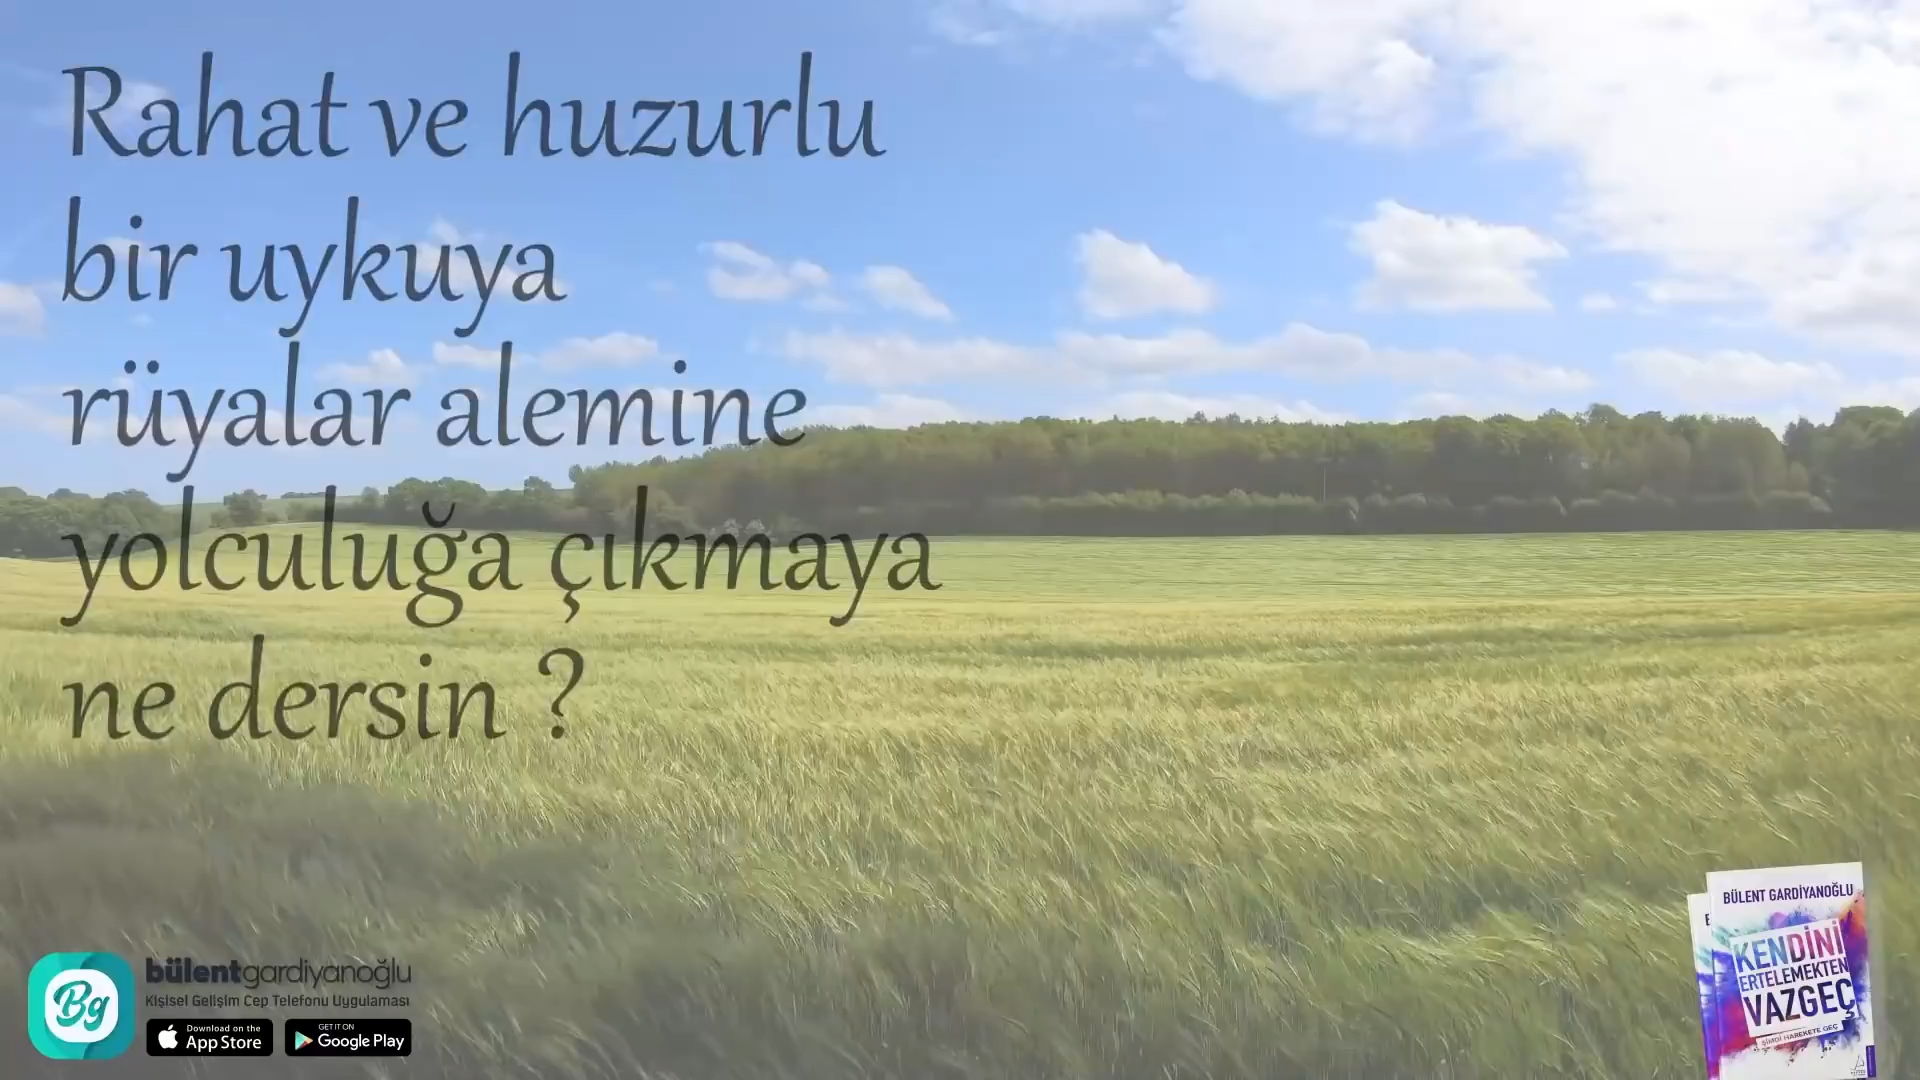 Rahat ve huzurlu
bir uykuya
rüyalar alemine
yolculuğa çıkmaya
ne dersin ?
Bg
bülentgardiyanoğlu
Kişisel Gelişim Cep Telefonu Uygulaması
Download on the
App Store
GET IT ON
Google Play
BÜLENT GARDİYANOĞLU
KENDİNİ
ERTELEMEKTEN
VAZGEÇ
ŞİMDİ HAREKETE GEÇ